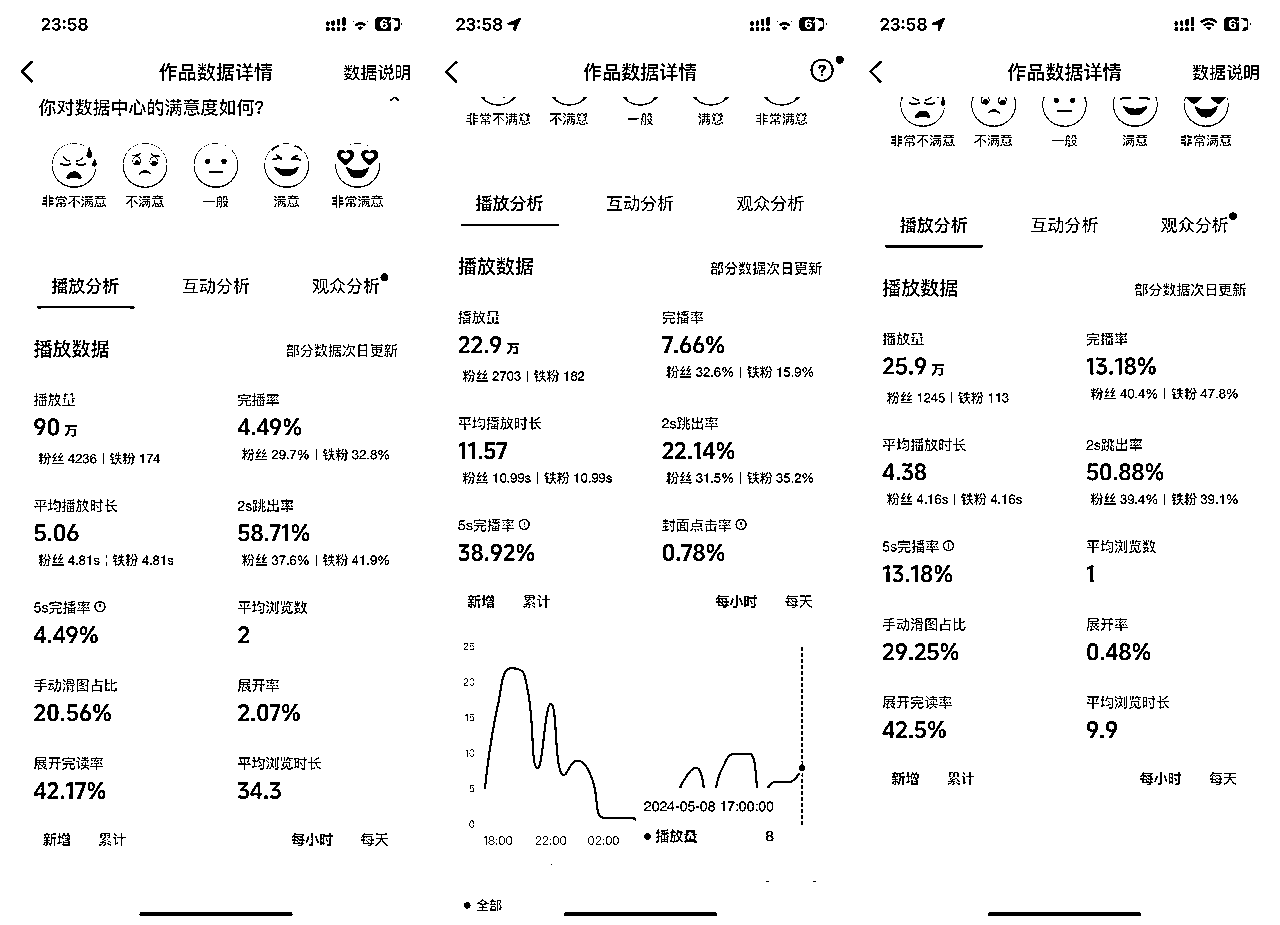 23:58
作品数据详情
数据说明
你对数据中心的满意度如何?
非常不满意 不满意 一般 满意 非常满意
播放分析 互动分析 观众分析
播放数据
部分数据次日更新
播放量 完播率
90 万 4.49%
粉丝 4236 | 铁粉 174 粉丝 29.7% | 铁粉 32.8%
平均播放时长 2s跳出率
5.06 58.71%
粉丝 4.81s | 铁粉 4.81s 粉丝 37.6% | 铁粉 41.9%
5s完播率 平均浏览数
4.49% 2
手动滑图占比 展开率
20.56% 2.07%
展开完读率 平均浏览时长
42.17% 34.3
新增 累计 每小时 每天
23:58
作品数据详情
非常不满意 不满意 一般 满意 非常满意
播放分析 互动分析 观众分析
播放数据
部分数据次日更新
播放量 完播率
22.9 万 7.66%
粉丝 2703 | 铁粉 182 粉丝 32.6% | 铁粉 15.9%
平均播放时长 2s跳出率
11.57 22.14%
粉丝 10.99s | 铁粉 10.99s 粉丝 31.5% | 铁粉 35.2%
5s完播率 封面点击率
38.92% 0.78%
新增 累计 每小时 每天
25
20
15
10
5
0
18:00 22:00 02:00
2024-05-08 17:00:00
播放量 8
全部
23:58
作品数据详情
数据说明
非常不满意 不满意 一般 满意 非常满意
播放分析 互动分析 观众分析
播放数据
部分数据次日更新
播放量 完播率
25.9 万 13.18%
粉丝 1245 | 铁粉 113 粉丝 40.4% | 铁粉 47.8%
平均播放时长 2s跳出率
4.38 50.88%
粉丝 4.16s | 铁粉 4.16s 粉丝 39.4% | 铁粉 39.1%
5s完播率 平均浏览数
13.18% 1
手动滑图占比 展开率
29.25% 0.48%
展开完读率 平均浏览时长
42.5% 9.9
新增 累计 每小时 每天